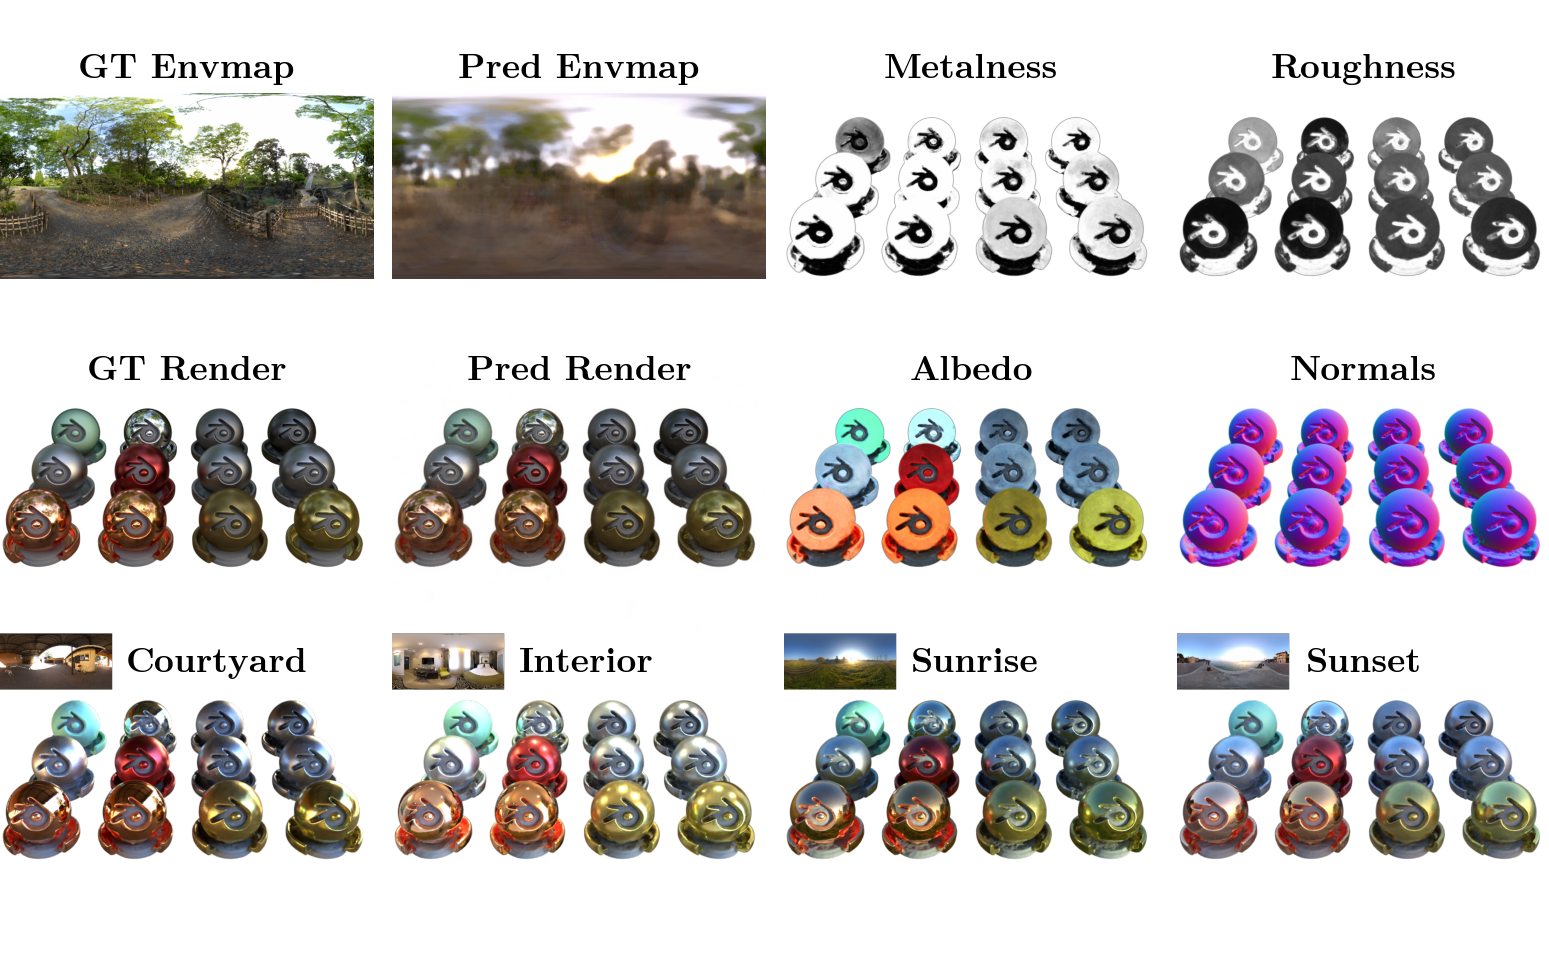 GT Envmap
Pred Envmap
Metalness
Roughness
GT Render
Pred Render
Albedo
Normals
Courtyard
Interior
Sunrise
Sunset